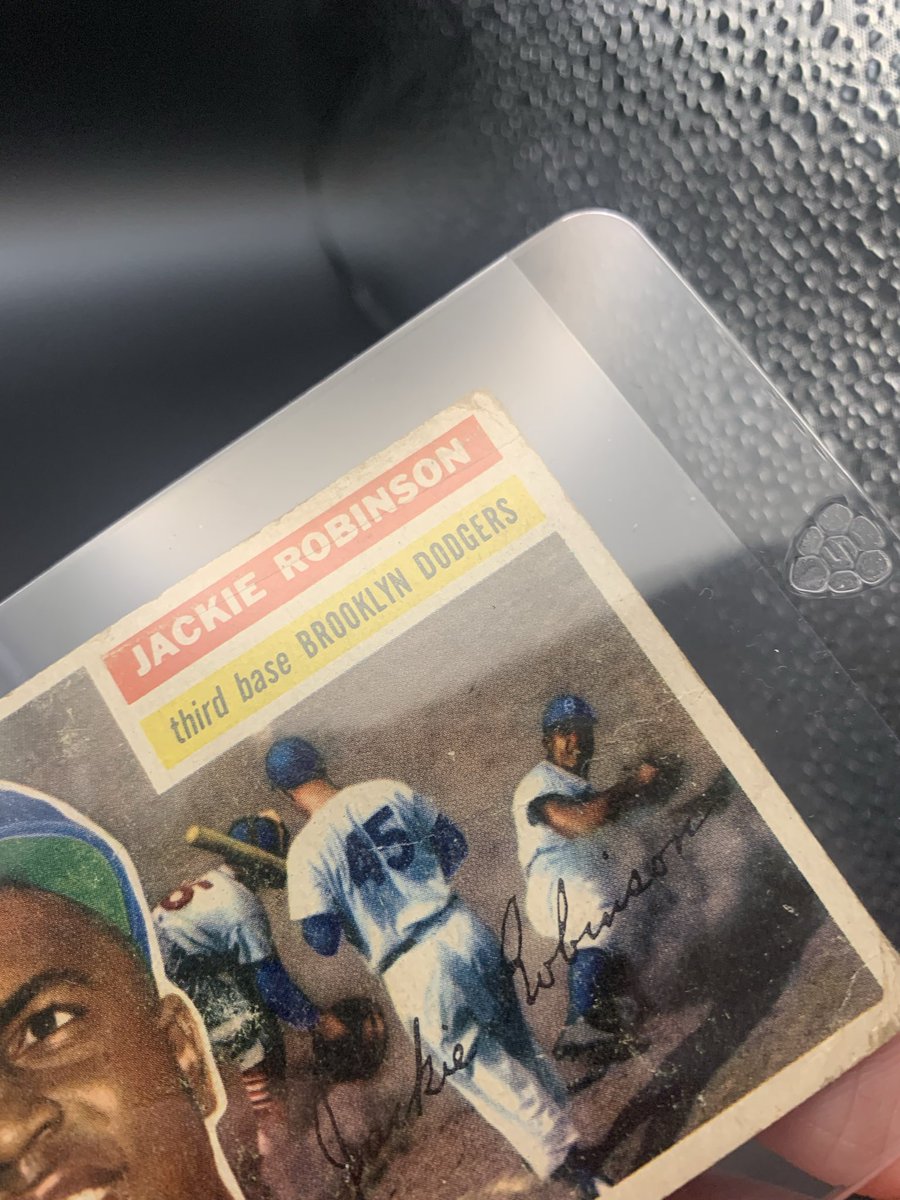 JACKIE ROBINSON
third base BROOKLYN DODGERS
45
Jackie Robinson